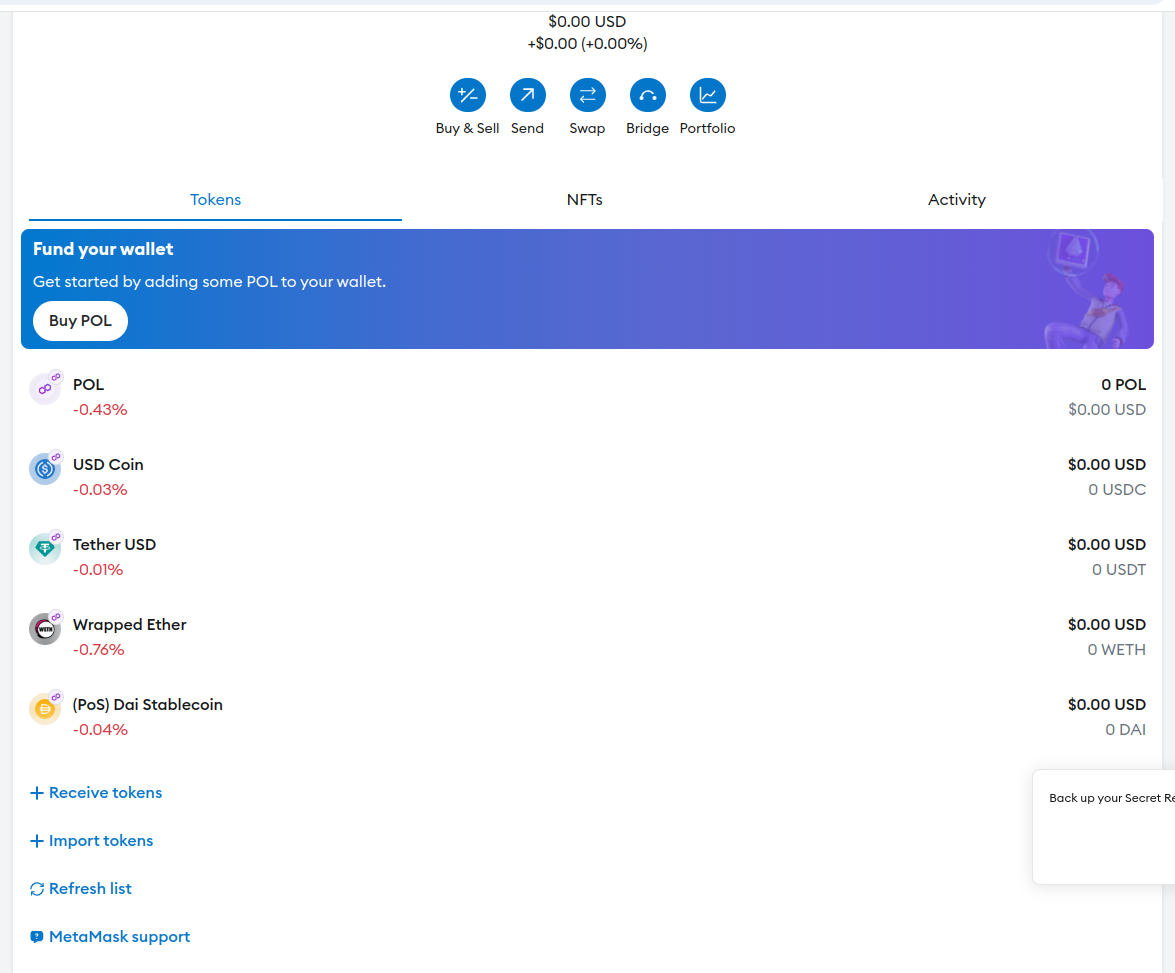 $0.00 USD
+$0.00 (+0.00%)
Buy & Sell Send Swap Bridge Portfolio
Tokens NFTs Activity
Fund your wallet
Get started by adding some POL to your wallet.
Buy POL
POL 0 POL
-0.43% $0.00 USD
USD Coin $0.00 USD
-0.03% 0 USDC
Tether USD $0.00 USD
-0.01% 0 USDT
WETH
Wrapped Ether $0.00 USD
-0.76% 0 WETH
(PoS) Dai Stablecoin $0.00 USD
-0.04% 0 DAI
+ Receive tokens
Back up your Secret Re
+ Import tokens
Refresh list
MetaMask support